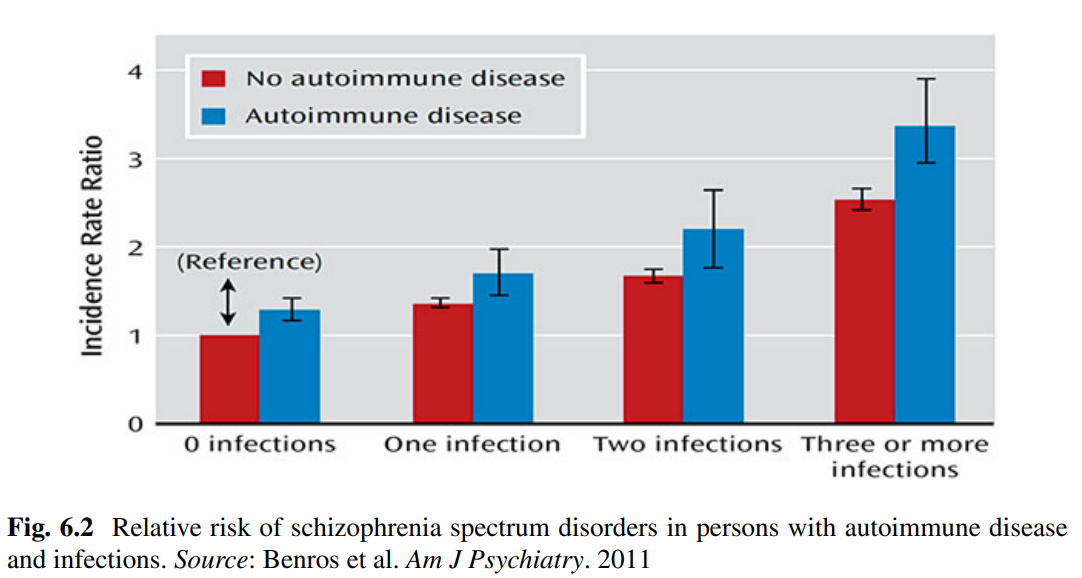 4
3
2
1
0
Incidence Rate Ratio
No autoimmune disease
Autoimmune disease
(Reference)
0 infections
One infection
Two infections
Three or more
infections
Fig. 6.2 Relative risk of schizophrenia spectrum disorders in persons with autoimmune disease
and infections. Source: Benros et al. Am J Psychiatry. 2011